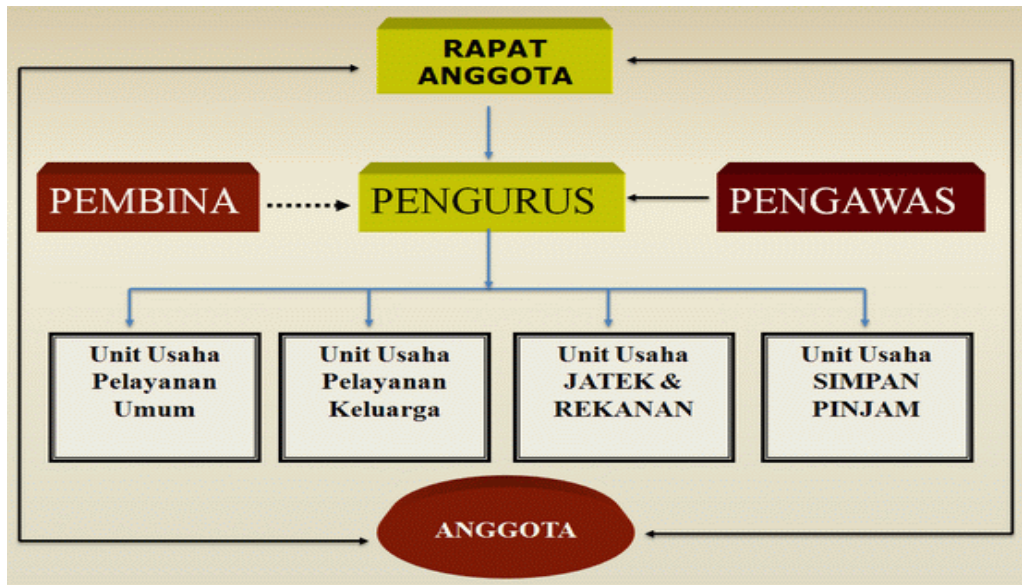 RAPAT
ANGGOTA
PEMBINA
PENGURUS
PENGAWAS
Unit Usaha
Pelayanan
Umum
Unit Usaha
Pelayanan
Keluarga
Unit Usaha
JATEK &
REKANAN
Unit Usaha
SIMPAN
PINJAM
ANGGOTA